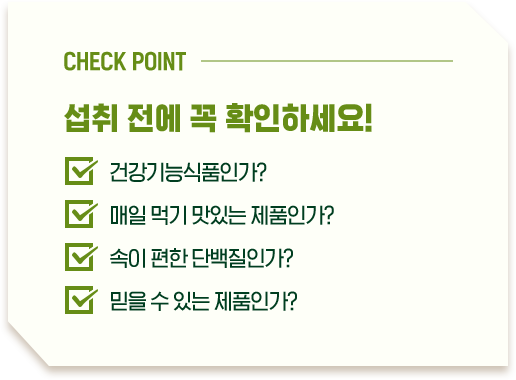 CHECK POINT
섭취 전에 꼭 확인하세요!
건강기능식품인가?
매일 먹기 맛있는 제품인가?
속이 편한 단백질인가?
믿을 수 있는 제품인가?